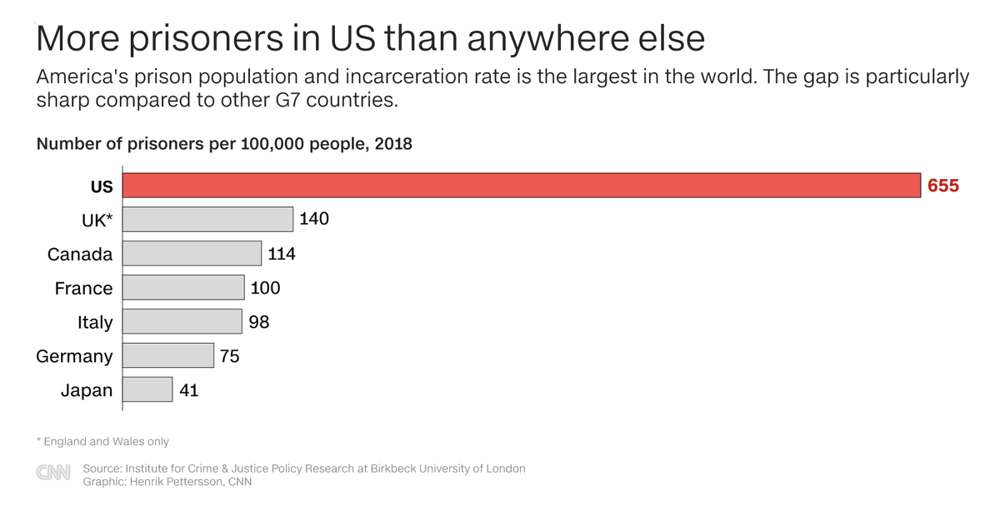 More prisoners in US than anywhere else
America's prison population and incarceration rate is the largest in the world. The gap is particularly
sharp compared to other G7 countries.
Number of prisoners per 100,000 people, 2018
US 655
UK* 140
Canada 114
France 100
Italy 98
Germany 75
Japan 41
* England and Wales only
CNN
Source: Institute for Crime & Justice Policy Research at Birkbeck University of London
Graphic: Henrik Pettersson, CNN